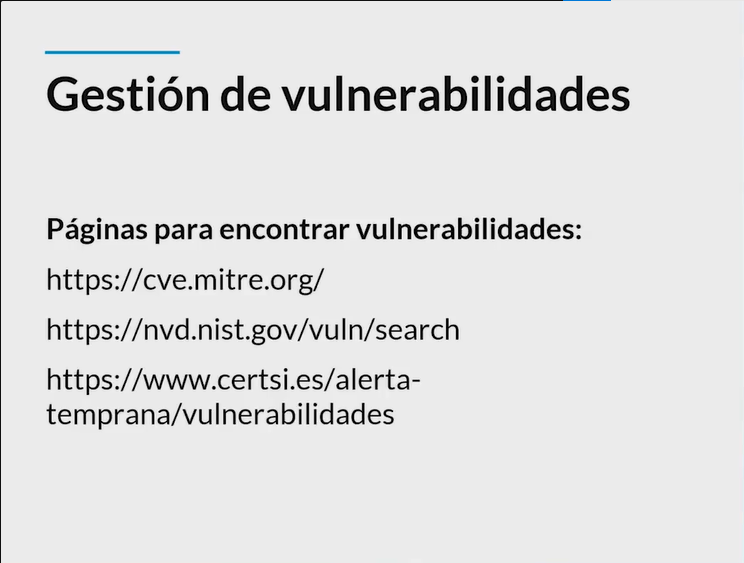 Gestión de vulnerabilidades
Páginas para encontrar vulnerabilidades:
https://cve.mitre.org/
https://nvd.nist.gov/vuln/search
https://www.certsi.es/alerta-
temprana/vulnerabilidades